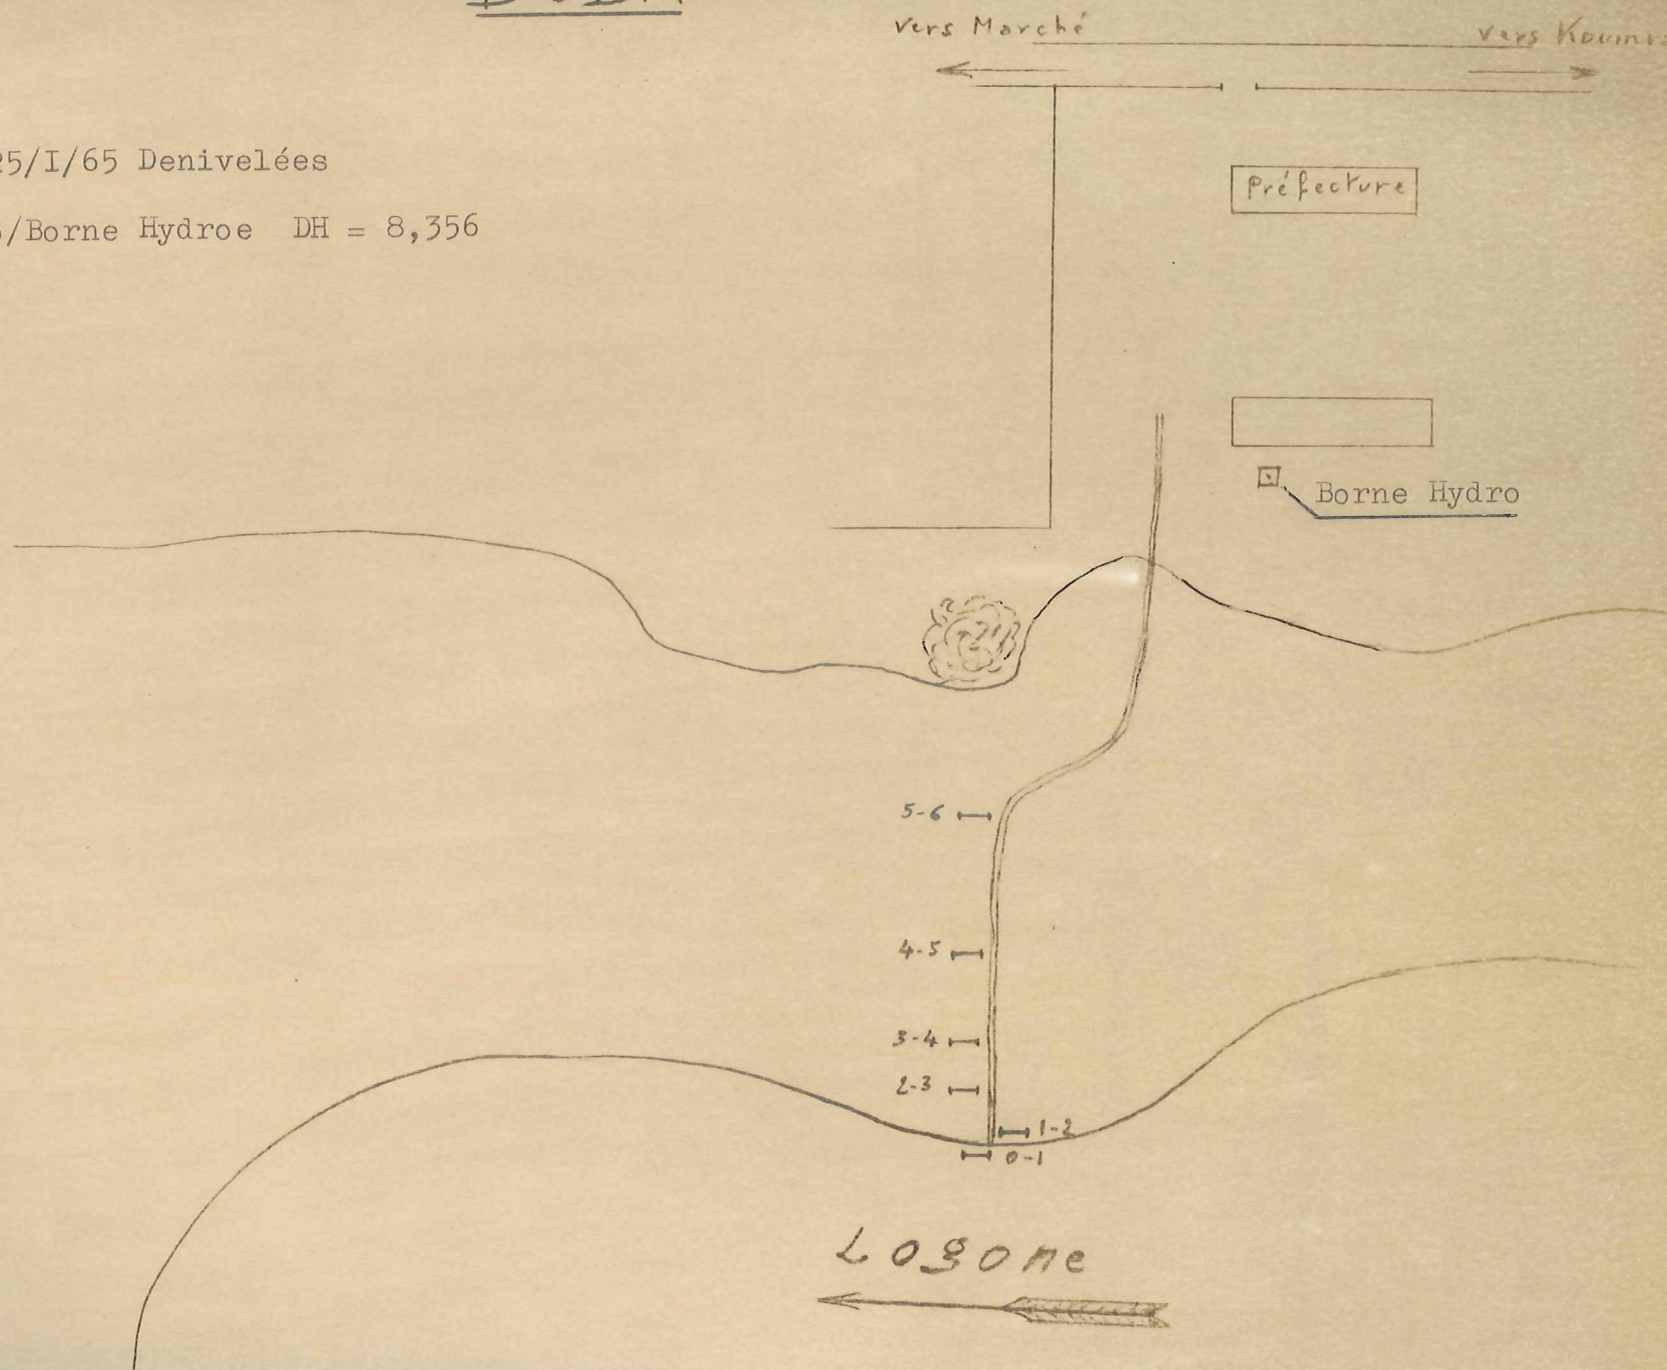 Vers Marché
Vers Koumra
25/I/65 Denivelées
/Borne Hydroe DH = 8,356
Préfecture
Borne Hydro
5-6
4-5
3-4
2-3
1-2
0-1
Logone